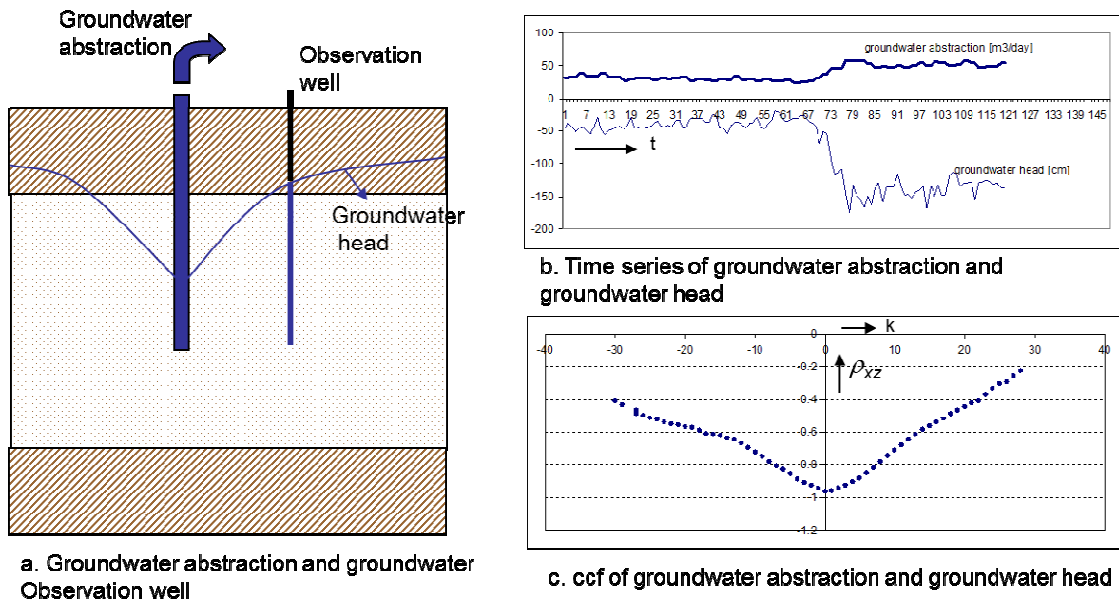 Groundwater
abstraction
Observation
well
Groundwater
head
a. Groundwater abstraction and groundwater
Observation well
100
50
0
-50
-100
-150
-200
groundwater abstraction [m3/day]
1 7 13 19 25 31 37 43 49 55 61 67 73 79 85 91 97 103 109 115 121 127 133 139 145
t
groundwater head [cm]
b. Time series of groundwater abstraction and
groundwater head
k
-40 -30 -20 -10 0 10 20 30 40
0
-0.2
-0.4
-0.6
-0.8
-1
-1.2
ρxz
c. ccf of groundwater abstraction and groundwater head